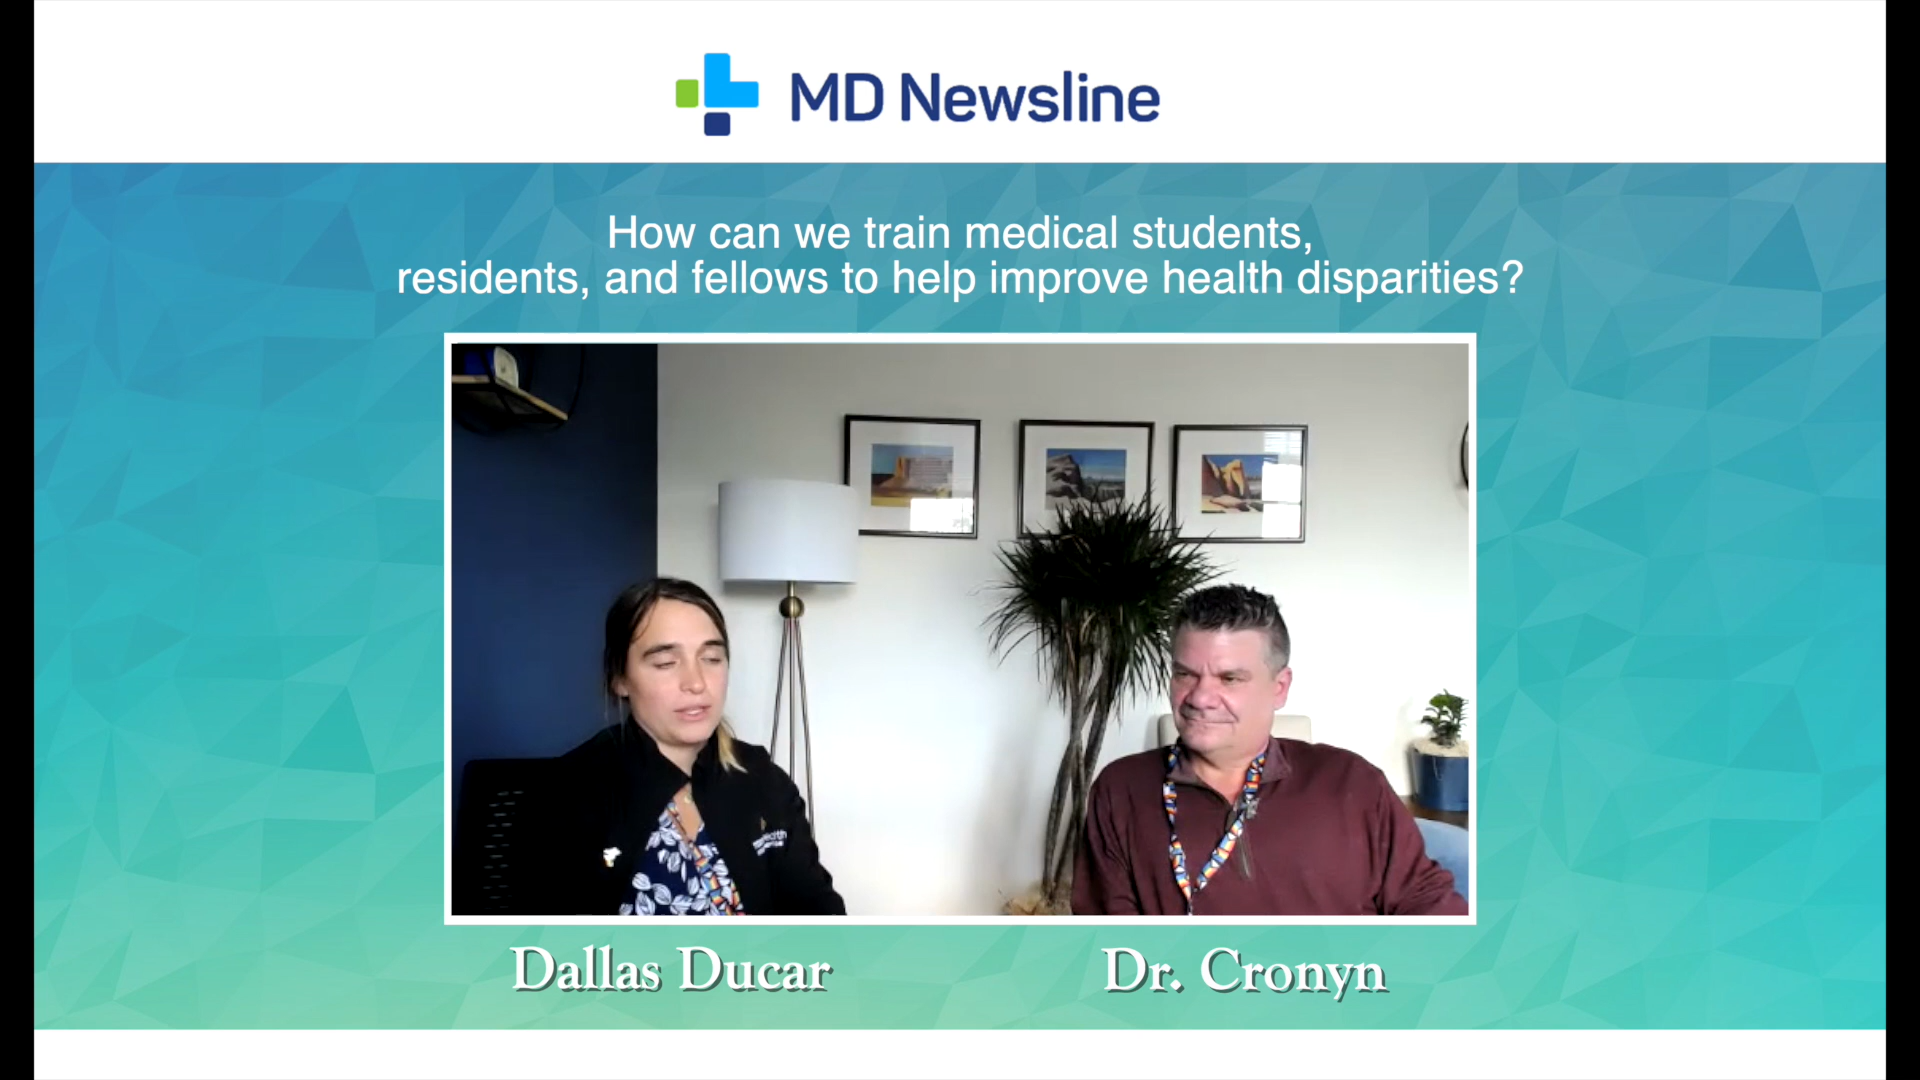 MD Newsline
How can we train medical students,
residents, and fellows to help improve health disparities?
Dallas Ducar
Dr. Cronyn